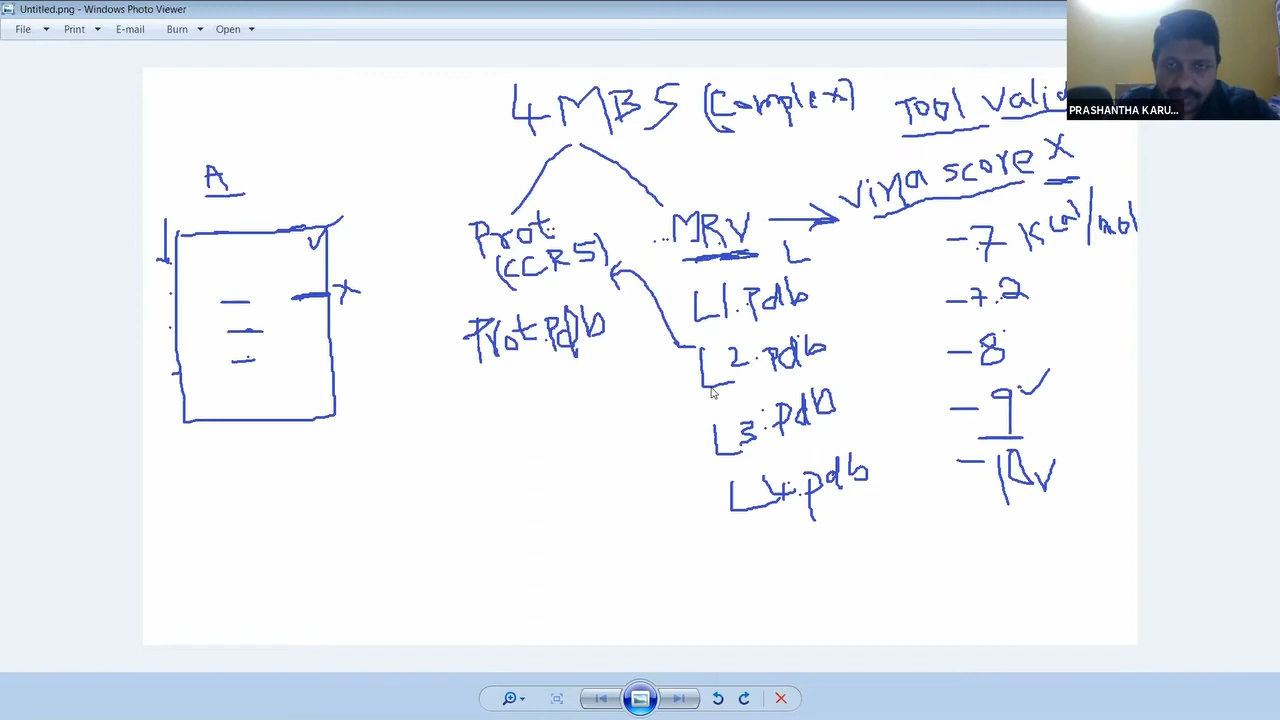 Untitled.png - Windows Photo Viewer
File Print E-mail Burn Open
PRASHANTHA KARU...
4MB5 (Complex)
Tool Valid
A
Vina score X
Prot.
(CCR5)
MRV
-7 Kcal/mol
L
L1.Pdb
-7.2
X
Prot.Pdb
L2.pdb
-8
L3.pdb
-9
L4.pdb
-10